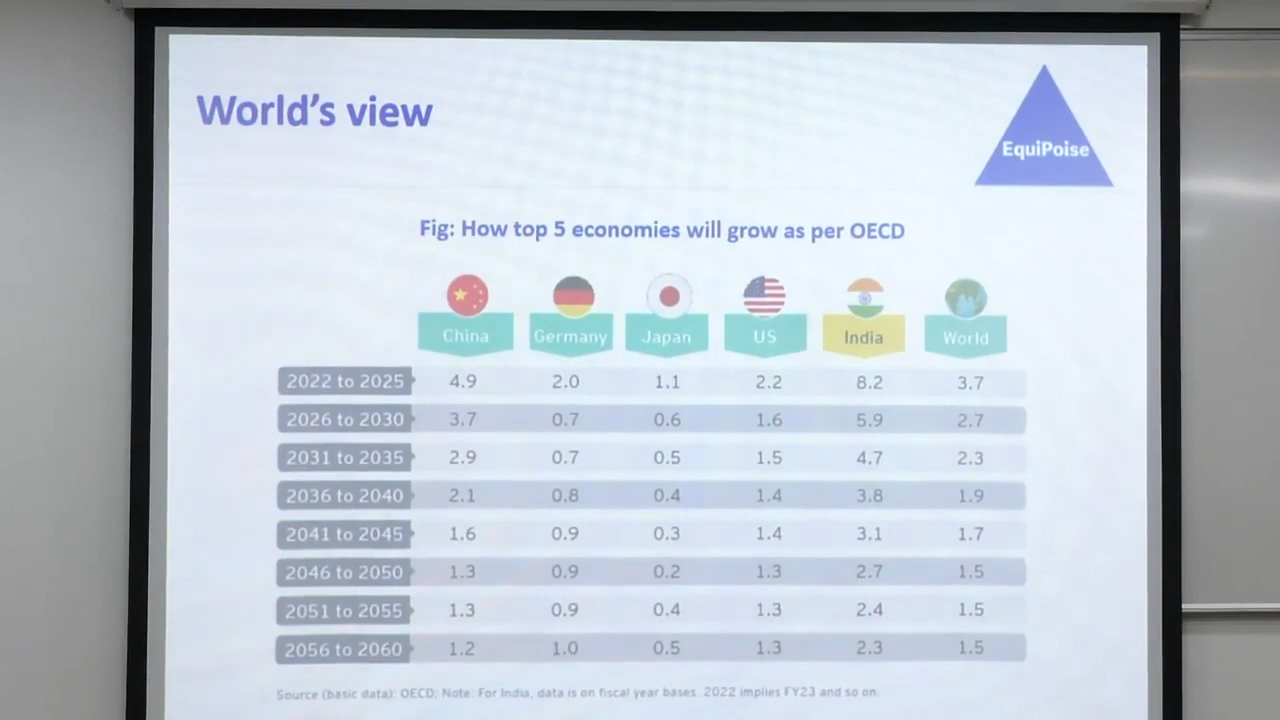 World's view
EquiPoise
Fig: How top 5 economies will grow as per OECD
China Germany Japan US India World
2022 to 2025 4.9 2.0 1.1 2.2 8.2 3.7
2026 to 2030 3.7 0.7 0.6 1.6 5.9 2.7
2031 to 2035 2.9 0.7 0.5 1.5 4.7 2.3
2036 to 2040 2.1 0.8 0.4 1.4 3.8 1.9
2041 to 2045 1.6 0.9 0.3 1.4 3.1 1.7
2046 to 2050 1.3 0.9 0.2 1.3 2.7 1.5
2051 to 2055 1.3 0.9 0.4 1.3 2.4 1.5
2056 to 2060 1.2 1.0 0.5 1.3 2.3 1.5
Source (basic data): OECD; Note: For India, data is on fiscal year bases. 2022 implies FY23 and so on.